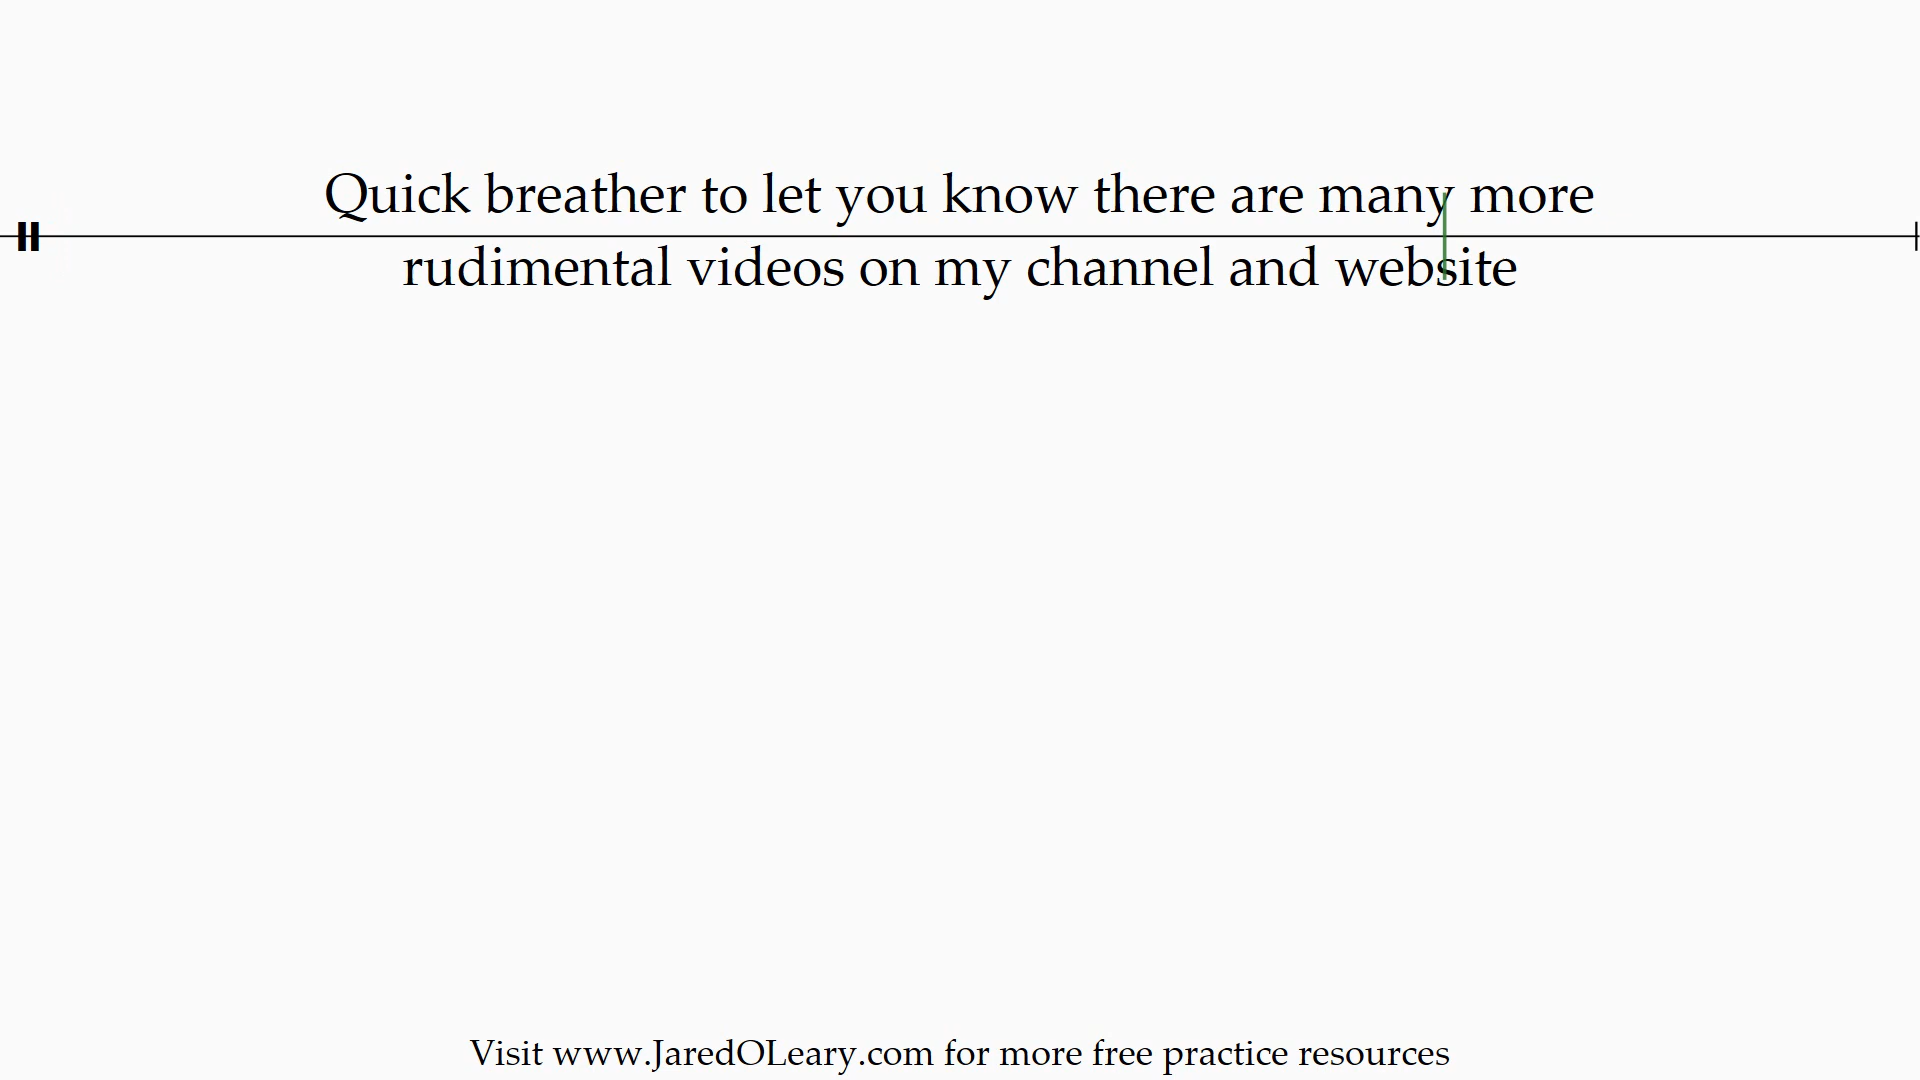 Quick breather to let you know there are many more
rudimental videos on my channel and website
Visit www.JaredOLeary.com for more free practice resources